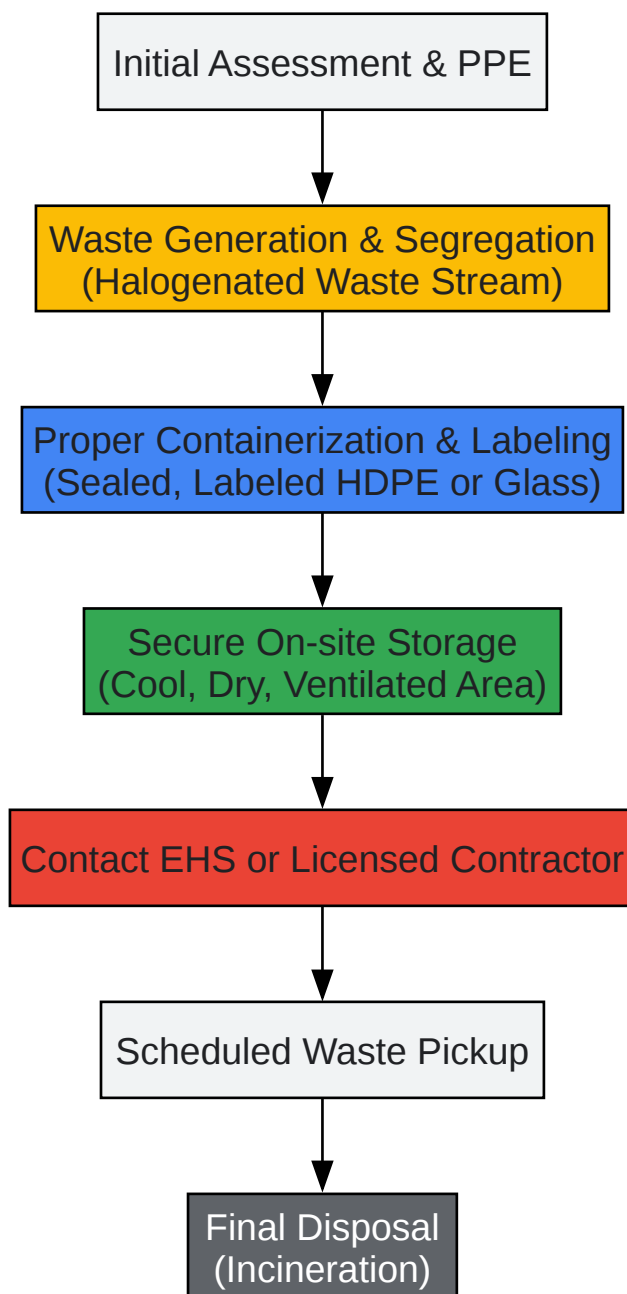 Initial Assessment & PPE
Waste Generation & Segregation
(Halogenated Waste Stream)
Proper Containerization & Labeling
(Sealed, Labeled HDPE or Glass)
Secure On-site Storage
(Cool, Dry, Ventilated Area)
Contact EHS or Licensed Contractor
Scheduled Waste Pickup
Final Disposal
(Incineration)